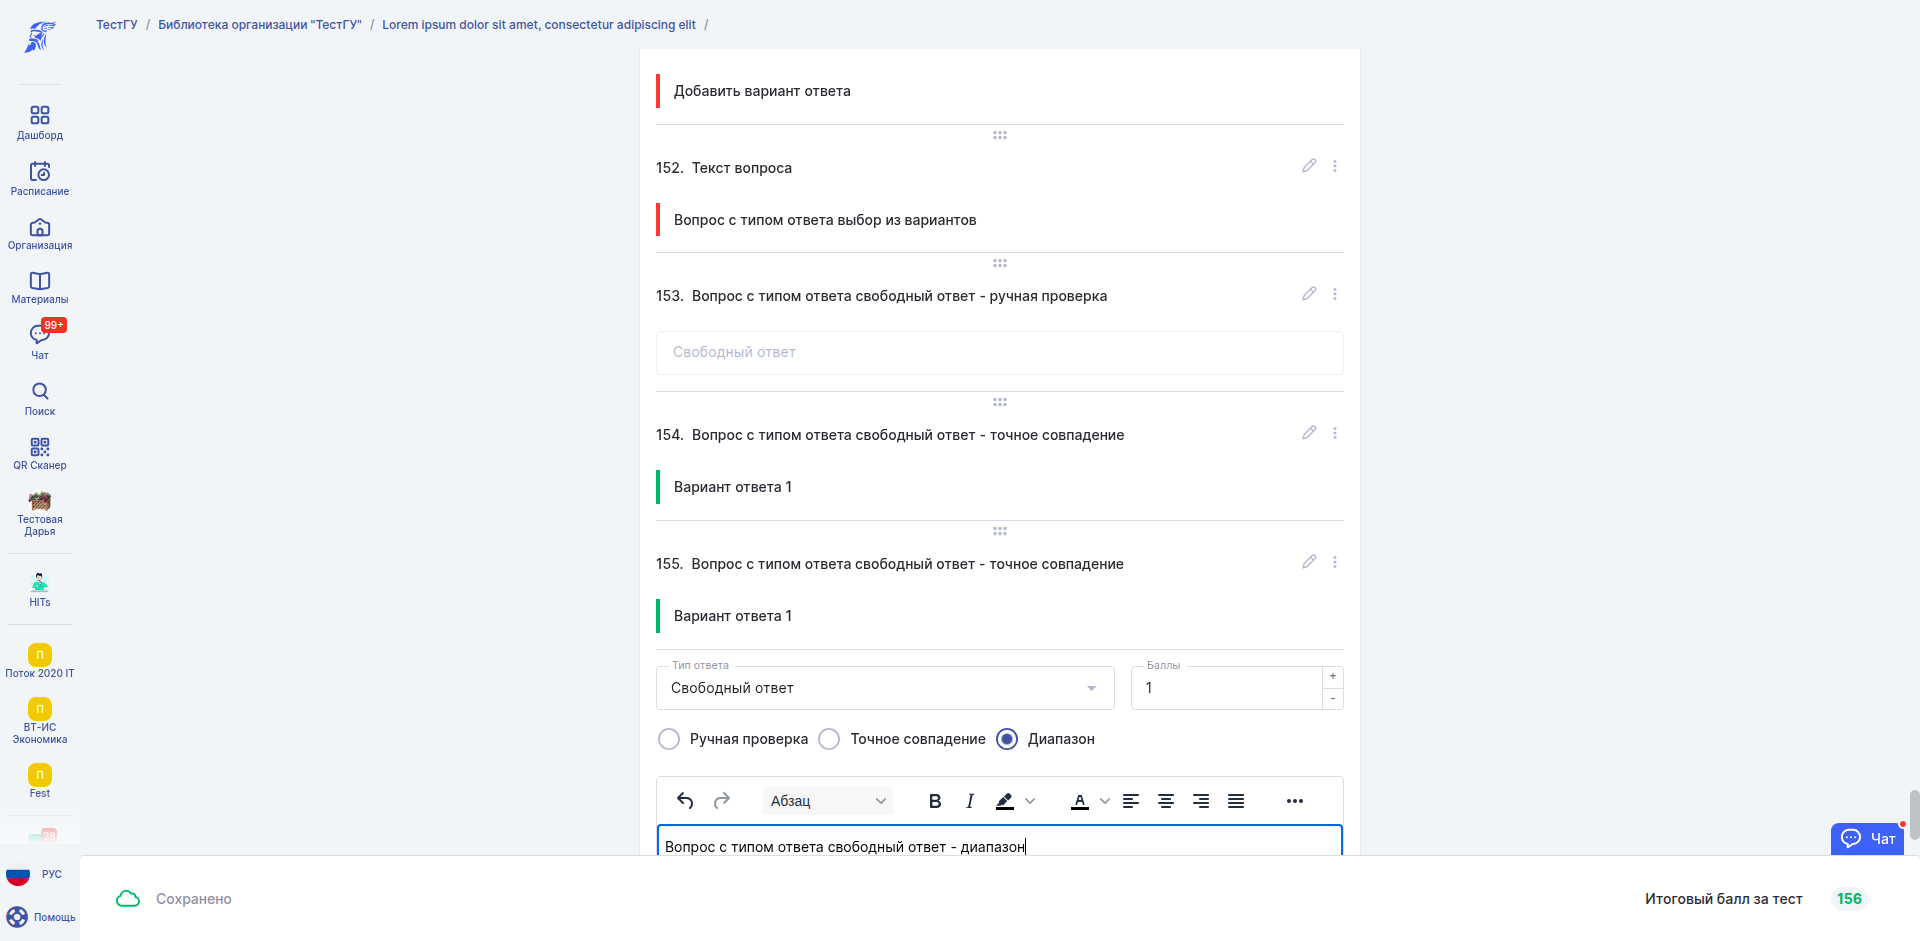 ТестГУ / Библиотека организации "ТестГУ" / Lorem ipsum dolor sit amet, consectetur adipiscing elit /
Дашборд
Расписание
Организация
Материалы
99+
Чат
Поиск
QR Сканер
Тестовая
Дарья
HITs
П
Поток 2020 IT
П
ВТ-ИС
Экономика
П
Fest
28
РУС
Помощь
Добавить вариант ответа
152. Текст вопроса
Вопрос с типом ответа выбор из вариантов
153. Вопрос с типом ответа свободный ответ - ручная проверка
Свободный ответ
154. Вопрос с типом ответа свободный ответ - точное совпадение
Вариант ответа 1
155. Вопрос с типом ответа свободный ответ - точное совпадение
Вариант ответа 1
Тип ответа
Свободный ответ
Баллы
1
+
-
Ручная проверка Точное совпадение Диапазон
Абзац B I A
Вопрос с типом ответа свободный ответ - диапазон
Чат
Сохранено
Итоговый балл за тест 156